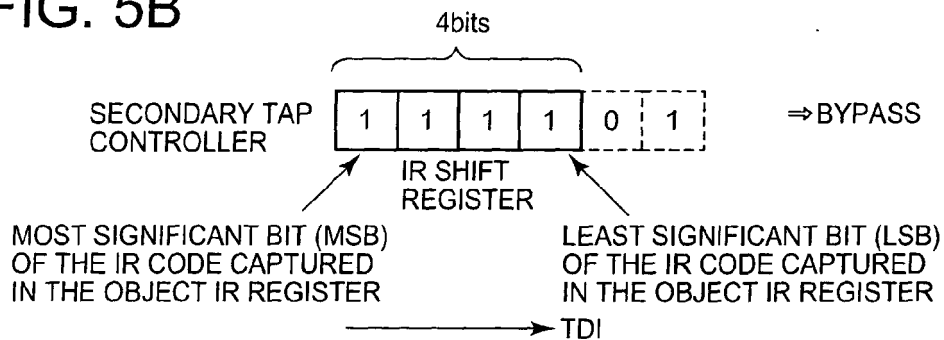 FIG. 5B
4bits
SECONDARY TAP
CONTROLLER
1 1 1 1 0 1
⇒BYPASS
IR SHIFT
REGISTER
MOST SIGNIFICANT BIT (MSB)
OF THE IR CODE CAPTURED
IN THE OBJECT IR REGISTER
LEAST SIGNIFICANT BIT (LSB)
OF THE IR CODE CAPTURED
IN THE OBJECT IR REGISTER
TDI